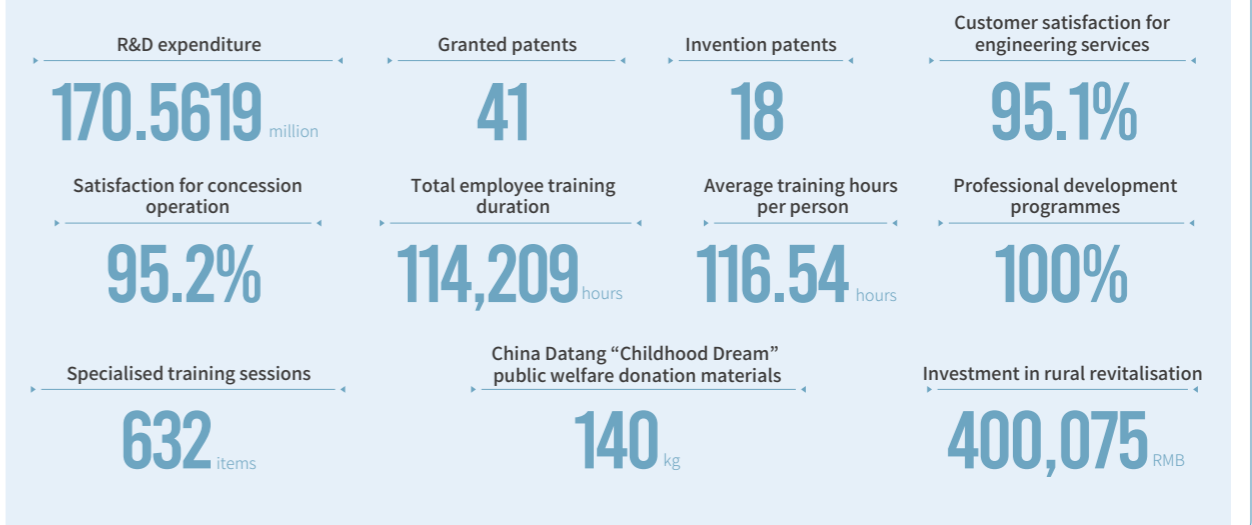 R&D expenditure
170.5619 million
Granted patents
41
Invention patents
18
Customer satisfaction for
engineering services
95.1%
Satisfaction for concession
operation
95.2%
Total employee training
duration
114,209 hours
Average training hours
per person
116.54 hours
Professional development
programmes
100%
Specialised training sessions
632 items
China Datang “Childhood Dream”
public welfare donation materials
140 kg
Investment in rural revitalisation
400,075 RMB